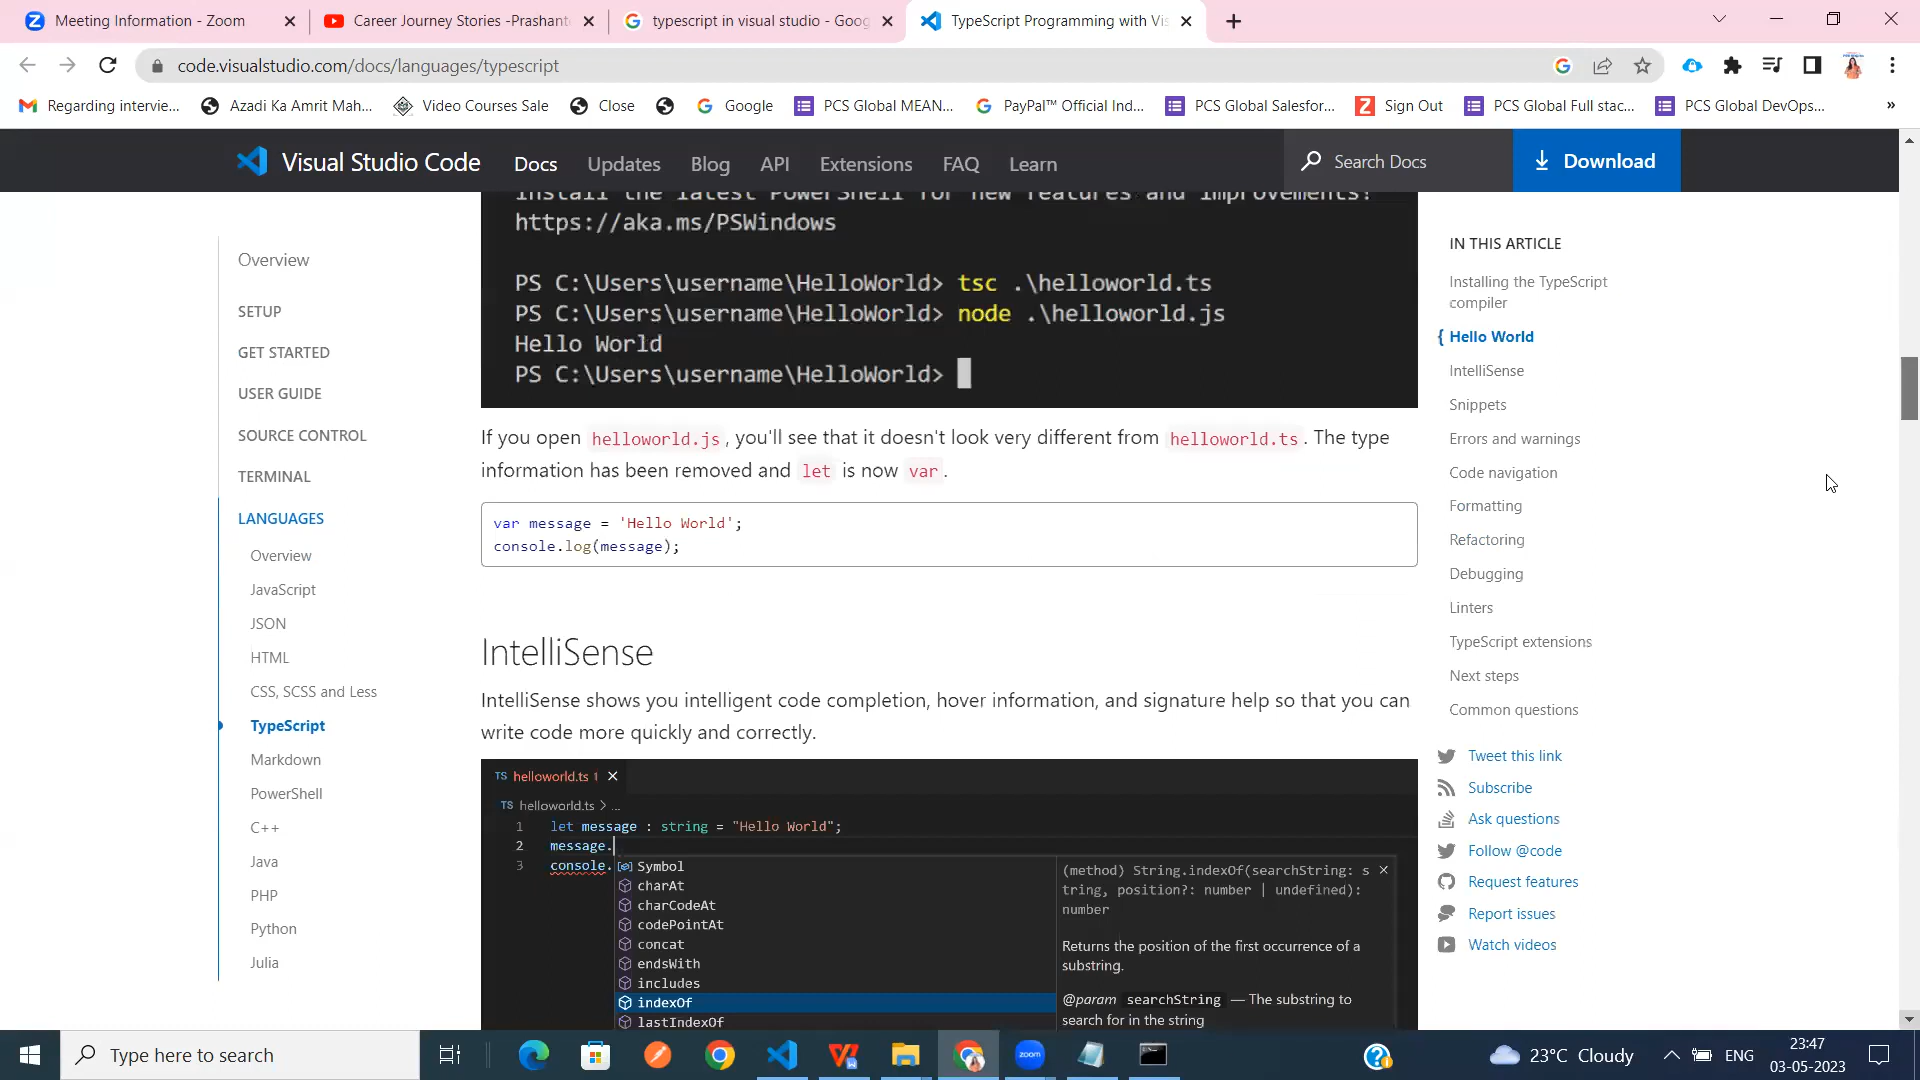 Meeting Information - Zoom
Career Journey Stories -Prashant
typescript in visual studio - Goog
TypeScript Programming with Vis
code.visualstudio.com/docs/languages/typescript
Regarding intervie...
Azadi Ka Amrit Mah...
Video Courses Sale
Close
Google
PCS Global MEAN...
PayPal™ Official Ind...
PCS Global Salesfor...
Sign Out
PCS Global Full stac...
PCS Global DevOps...
»
Visual Studio Code
Docs
Updates
Blog
API
Extensions
FAQ
Learn
Search Docs
Download
Overview
SETUP
GET STARTED
USER GUIDE
SOURCE CONTROL
TERMINAL
LANGUAGES
Overview
JavaScript
JSON
HTML
CSS, SCSS and Less
TypeScript
Markdown
PowerShell
C++
Java
PHP
Python
Julia
Install the latest PowerShell for new features and improvements!
https://aka.ms/PSWindows
PS C:\Users\username\HelloWorld> tsc .\helloworld.ts
PS C:\Users\username\HelloWorld> node .\helloworld.js
Hello World
PS C:\Users\username\HelloWorld>
If you open helloworld.js, you'll see that it doesn't look very different from helloworld.ts. The type
information has been removed and let is now var.
var message = 'Hello World';
console.log(message);
IntelliSense
IntelliSense shows you intelligent code completion, hover information, and signature help so that you can
write code more quickly and correctly.
TS helloworld.ts 1
TS helloworld.ts > ...
1 let message : string = "Hello World";
2 message.
3 console.
Symbol
charAt
charCodeAt
codePointAt
concat
endsWith
includes
indexOf
lastIndexOf
(method) String.indexOf(searchString: s
tring, position?: number | undefined):
number
Returns the position of the first occurrence of a
substring.
@param searchString — The substring to
search for in the string
IN THIS ARTICLE
Installing the TypeScript
compiler
{ Hello World
IntelliSense
Snippets
Errors and warnings
Code navigation
Formatting
Refactoring
Debugging
Linters
TypeScript extensions
Next steps
Common questions
Tweet this link
Subscribe
Ask questions
Follow @code
Request features
Report issues
Watch videos
Type here to search
zoom
23°C Cloudy
ENG
23:47
03-05-2023